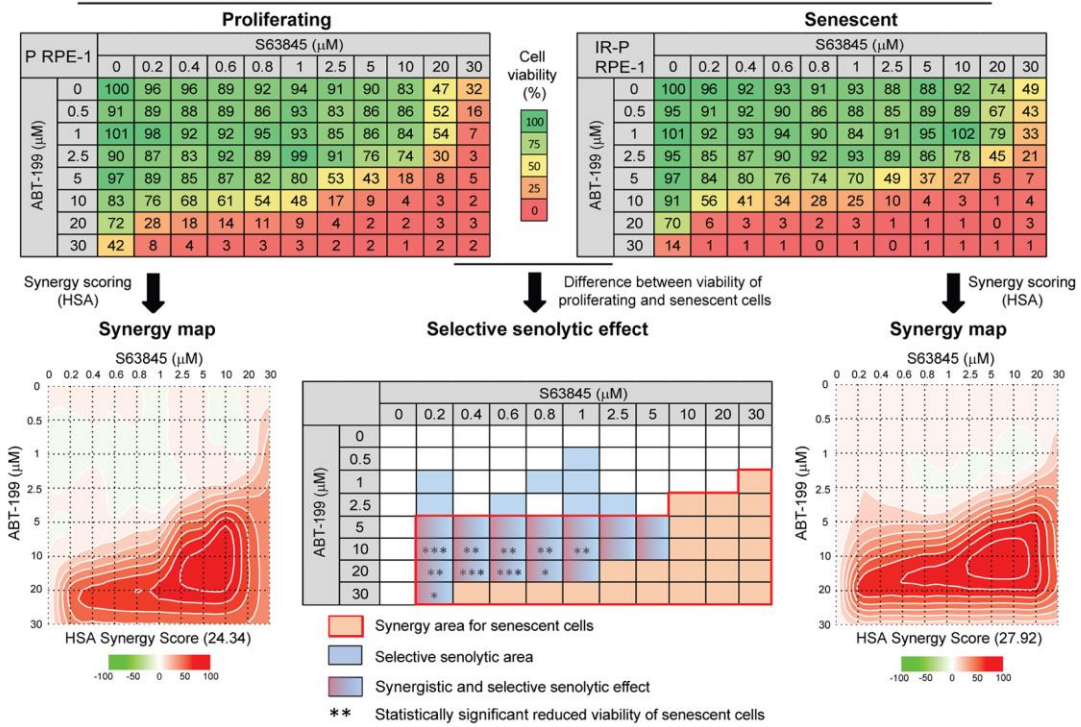 Proliferating
P RPE-1
S63845 (μM)
0 0.2 0.4 0.6 0.8 1 2.5 5 10 20 30
ABT-199 (μM)
0 100 96 96 89 92 94 91 90 83 47 32
0.5 91 89 88 89 86 93 83 86 86 52 16
1 101 98 92 92 95 93 85 86 84 54 7
2.5 90 87 83 92 89 99 91 76 74 30 3
5 97 89 85 87 82 80 53 43 18 8 5
10 83 76 68 61 54 48 17 9 4 3 2
20 72 28 18 14 11 9 4 2 2 3 3
30 42 8 4 3 3 3 2 2 1 2 2
Cell
viability
(%)
100
75
50
25
0
Senescent
IR-P
RPE-1
S63845 (μM)
0 0.2 0.4 0.6 0.8 1 2.5 5 10 20 30
ABT-199 (μM)
0 100 96 92 93 91 93 88 88 92 74 49
0.5 95 91 92 90 86 88 85 89 89 67 43
1 101 92 93 94 90 84 91 95 102 79 33
2.5 95 85 87 90 92 93 89 86 78 45 21
5 97 84 80 76 74 70 49 37 27 5 7
10 91 56 41 34 28 25 10 4 3 1 4
20 70 6 3 3 2 3 1 1 1 0 3
30 14 1 1 1 0 1 1 1 1 1 1
Synergy scoring
(HSA)
Difference between viability of
proliferating and senescent cells
Synergy scoring
(HSA)
Synergy map
S63845 (μM)
0 0.2 0.4 0.6 0.8 1 2.5 5 10 20 30
ABT-199 (μM)
0
0.5
1
2.5
5
10
20
30
HSA Synergy Score (24.34)
-100 -50 0 50 100
Selective senolytic effect
S63845 (μM)
0 0.2 0.4 0.6 0.8 1 2.5 5 10 20 30
ABT-199 (μM)
0
0.5
1
2.5
5
10 *** ** ** ** **
20 ** *** *** *
30 *
Synergy area for senescent cells
Selective senolytic area
Synergistic and selective senolytic effect
** Statistically significant reduced viability of senescent cells
Synergy map
S63845 (μM)
0 0.2 0.4 0.6 0.8 1 2.5 5 10 20 30
ABT-199 (μM)
0
0.5
1
2.5
5
10
20
30
HSA Synergy Score (27.92)
-100 -50 0 50 100